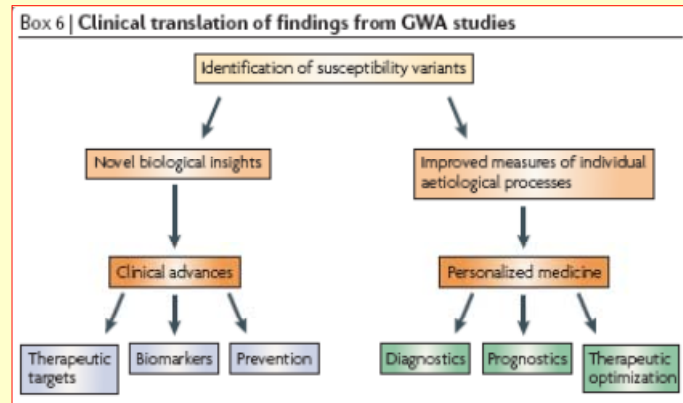 Box 6 | Clinical translation of findings from GWA studies
Identification of susceptibility variants
Novel biological insights
Improved measures of individual
aetiological processes
Clinical advances
Personalized medicine
Therapeutic
targets
Biomarkers
Prevention
Diagnostics
Prognostics
Therapeutic
optimization